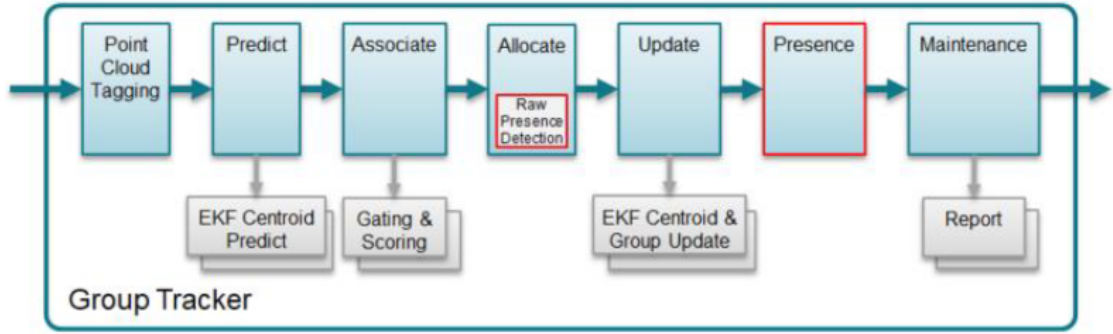 Point
Cloud
Tagging
Predict
Associate
Allocate
Raw
Presence
Detection
Update
Presence
Maintenance
EKF Centroid
Predict
Gating &
Scoring
EKF Centroid &
Group Update
Report
Group Tracker